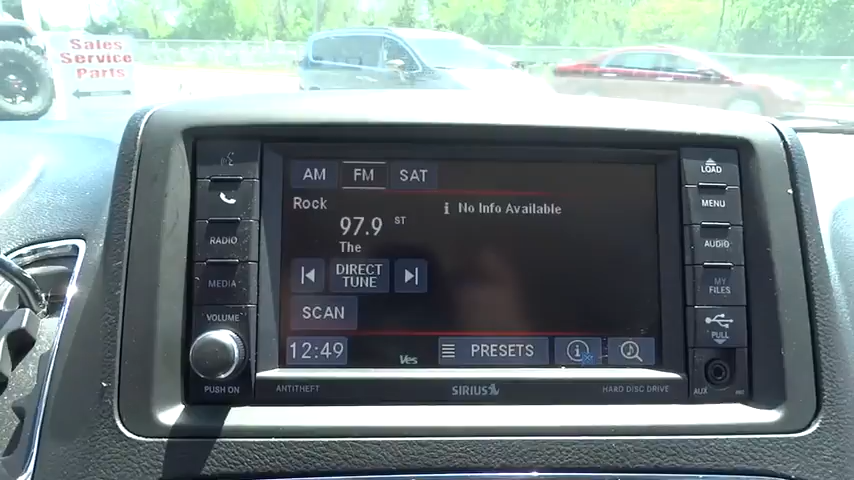 Sales
Service
Parts
AM FM SAT
Rock
97.9 ST
The
i No Info Available
DIRECT
TUNE
SCAN
12:49
Ves
PRESETS
RADIO
MEDIA
VOLUME
PUSH ON
ANTITHEFT
SIRIUS
HARD DISC DRIVE
LOAD
MENU
AUDIO
MY
FILES
PULL
AUX